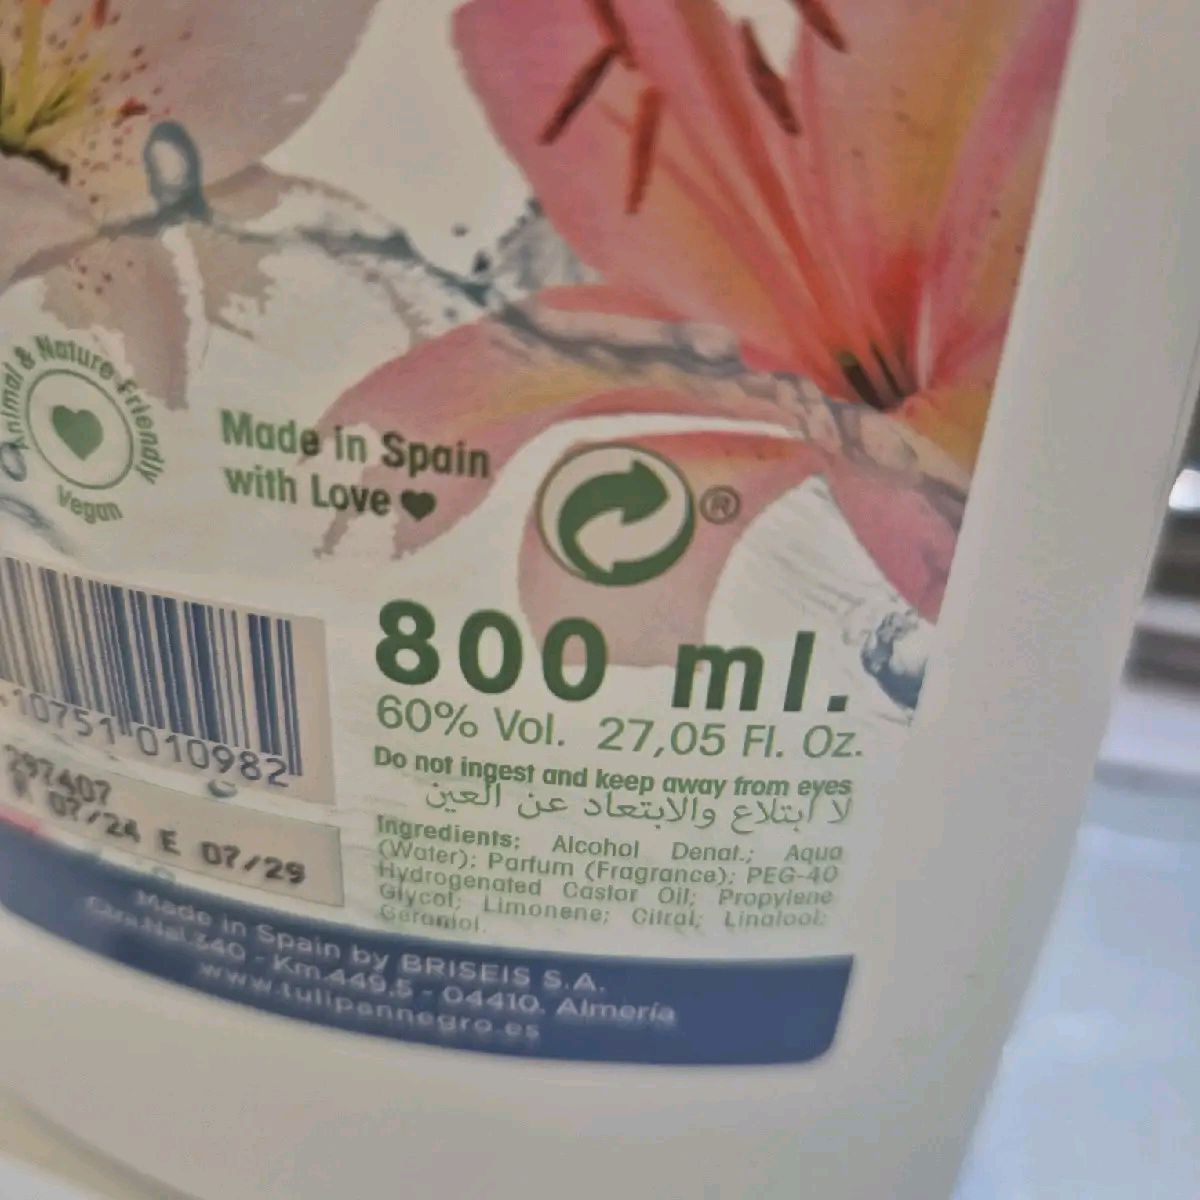 Animal & Nature Friendly
Vegan
Made in Spain
with Love
®
10751 010982
297407
07/24 E 07/29
800 ml.
60% Vol. 27,05 Fl. Oz.
Do not ingest and keep away from eyes
لا ابتلاع والابتعاد عن العين
Ingredients: Alcohol Denat.; Aqua
(Water); Parfum (Fragrance); PEG-40
Hydrogenated Castor Oil; Propylene
Glycol; Limonene; Citral; Linalool;
Geraniol.
Made in Spain by BRISEIS S.A.
Ctra.Nal.340 - Km.449,5 - 04410. Almería
www.tulipannegro.es